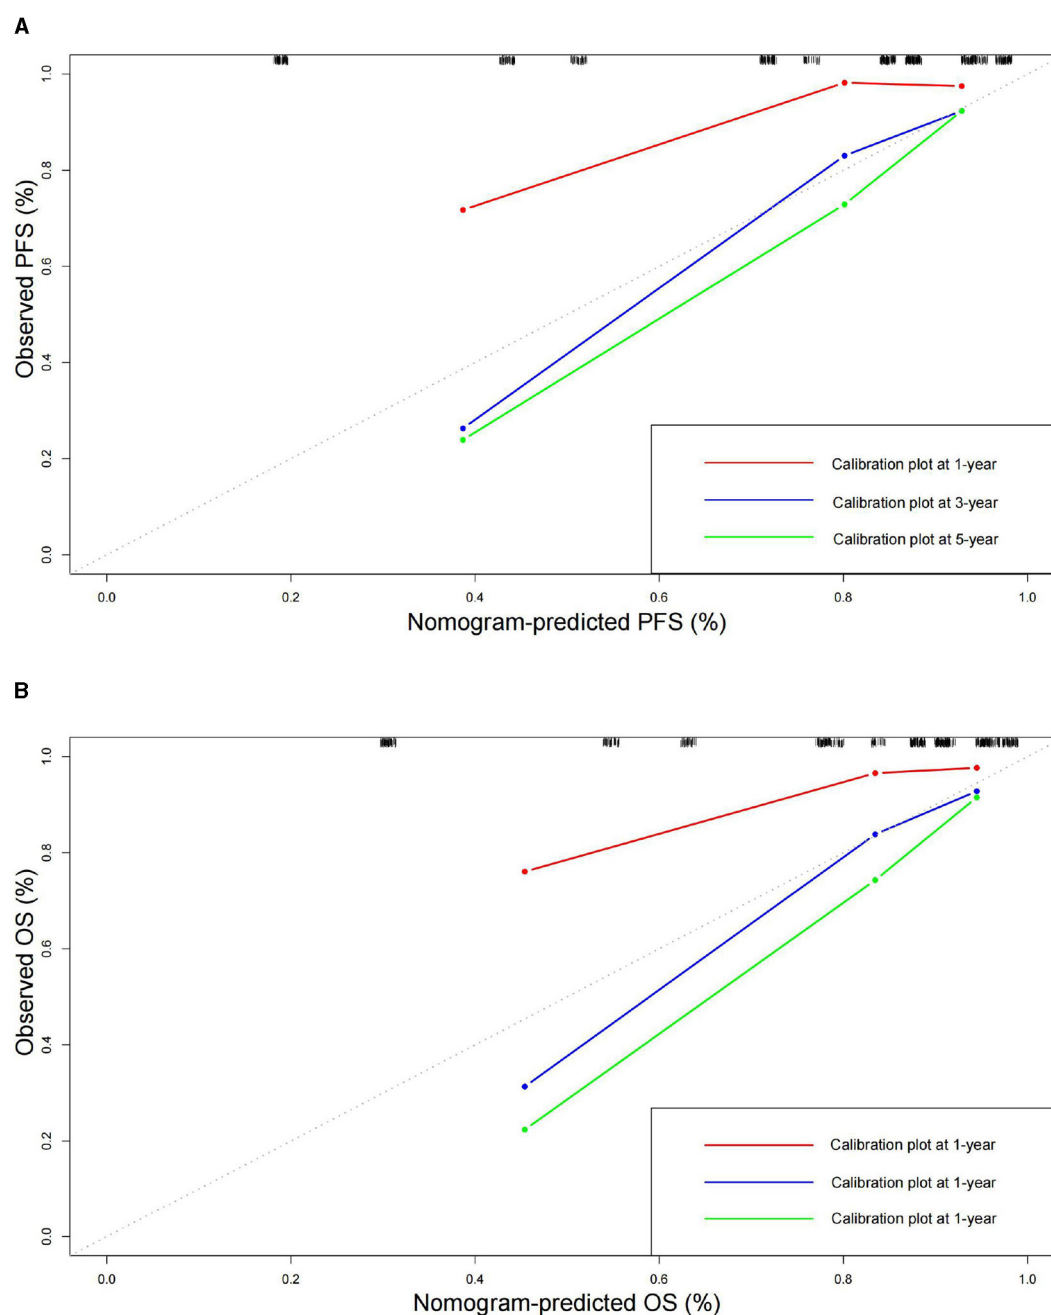 A
Observed PFS (%)
1.0
0.8
0.6
0.4
0.2
0.0
Calibration plot at 1-year
Calibration plot at 3-year
Calibration plot at 5-year
0.0 0.2 0.4 0.6 0.8 1.0
Nomogram-predicted PFS (%)
B
Observed OS (%)
1.0
0.8
0.6
0.4
0.2
0.0
Calibration plot at 1-year
Calibration plot at 1-year
Calibration plot at 1-year
0.0 0.2 0.4 0.6 0.8 1.0
Nomogram-predicted OS (%)